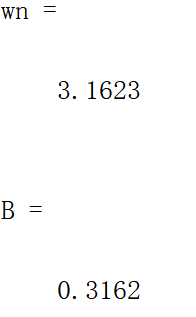 wn =
3.1623
B =
0.3162